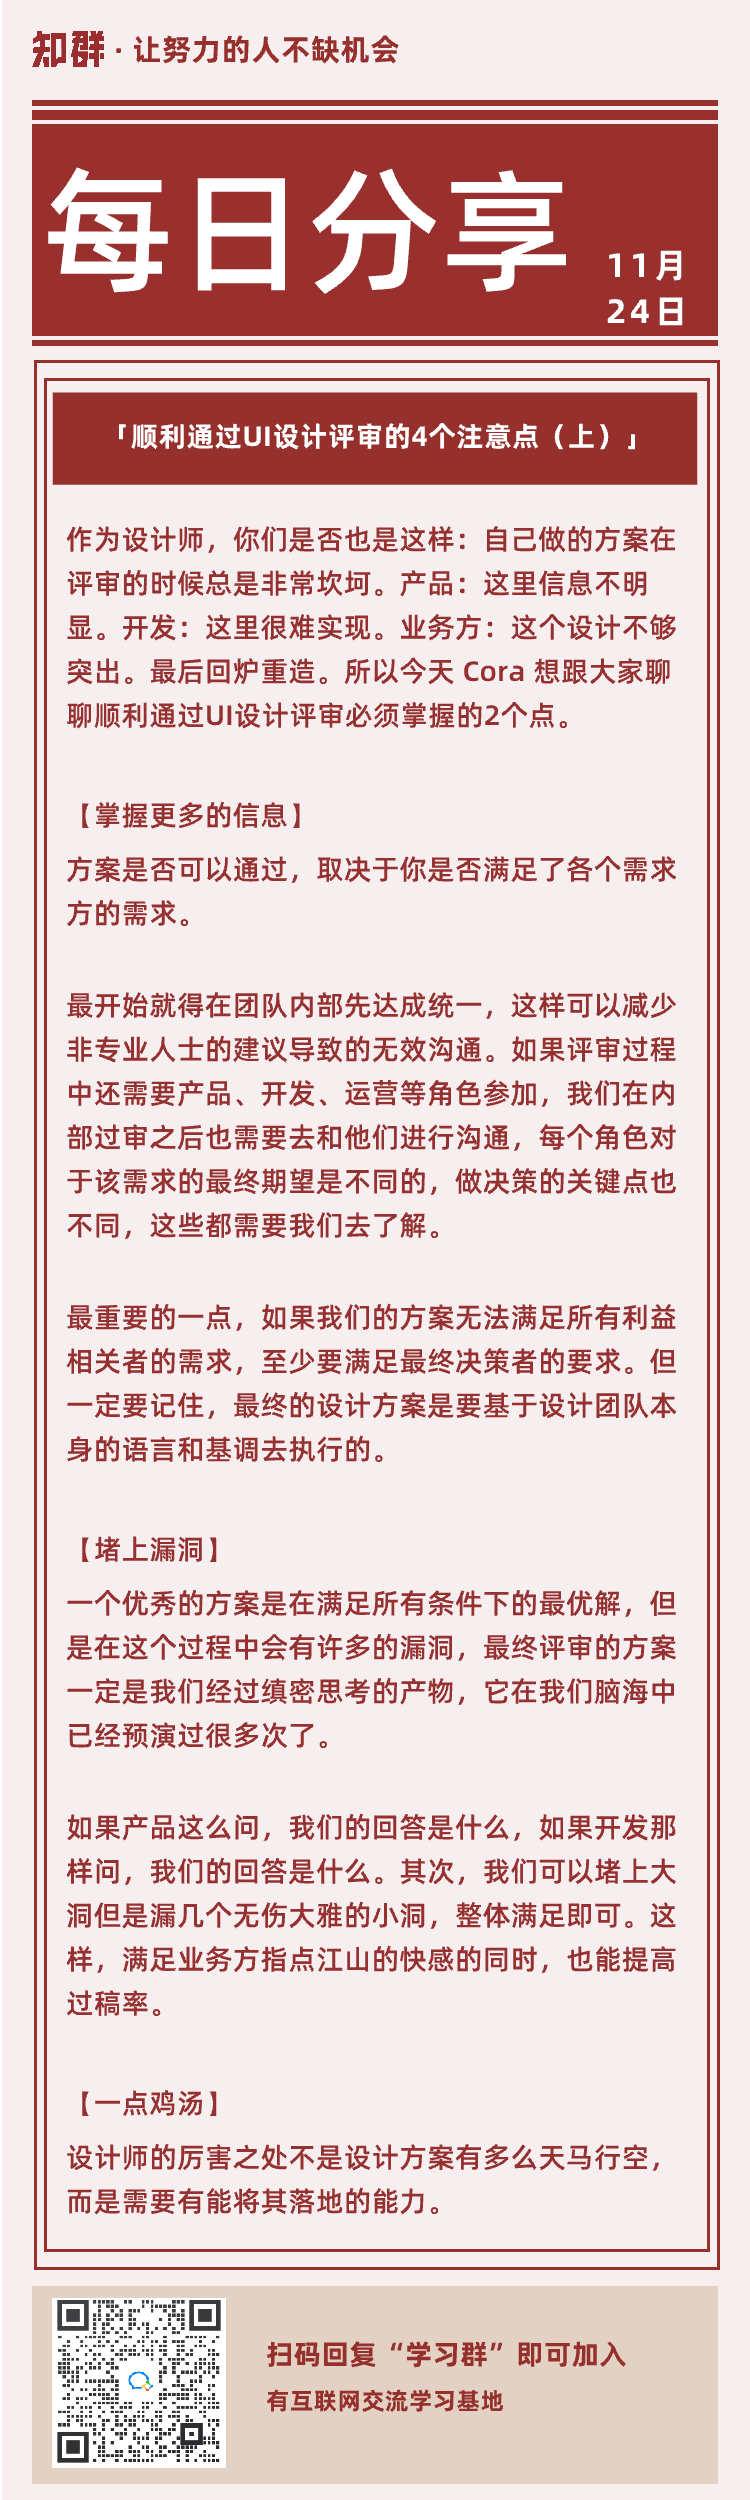 知群·让努力的人不缺机会
每日分享
11月
24日
「顺利通过UI设计评审的4个注意点（上）」
作为设计师，你们是否也是这样：自己做的方案在
评审的时候总是非常坎坷。产品：这里信息不明
显。开发：这里很难实现。业务方：这个设计不够
突出。最后回炉重造。所以今天 Cora 想跟大家聊
聊顺利通过UI设计评审必须掌握的2个点。
【掌握更多的信息】
方案是否可以通过，取决于你是否满足了各个需求
方的需求。
最开始就得在团队内部先达成统一，这样可以减少
非专业人士的建议导致的无效沟通。如果评审过程
中还需要产品、开发、运营等角色参加，我们在内
部过审之后也需要去和他们进行沟通，每个角色对
于该需求的最终期望是不同的，做决策的关键点也
不同，这些都需要我们去了解。
最重要的一点，如果我们的方案无法满足所有利益
相关者的需求，至少要满足最终决策者的要求。但
一定要记住，最终的设计方案是要基于设计团队本
身的语言和基调去执行的。
【堵上漏洞】
一个优秀的方案是在满足所有条件下的最优解，但
是在这个过程中会有许多的漏洞，最终评审的方案
一定是我们经过缜密思考的产物，它在我们脑海中
已经预演过很多次了。
如果产品这么问，我们的回答是什么，如果开发那
样问，我们的回答是什么。其次，我们可以堵上大
洞但是漏几个无伤大雅的小洞，整体满足即可。这
样，满足业务方指点江山的快感的同时，也能提高
过稿率。
【一点鸡汤】
设计师的厉害之处不是设计方案有多么天马行空，
而是需要有能将其落地的能力。
扫码回复“学习群”即可加入
有互联网交流学习基地